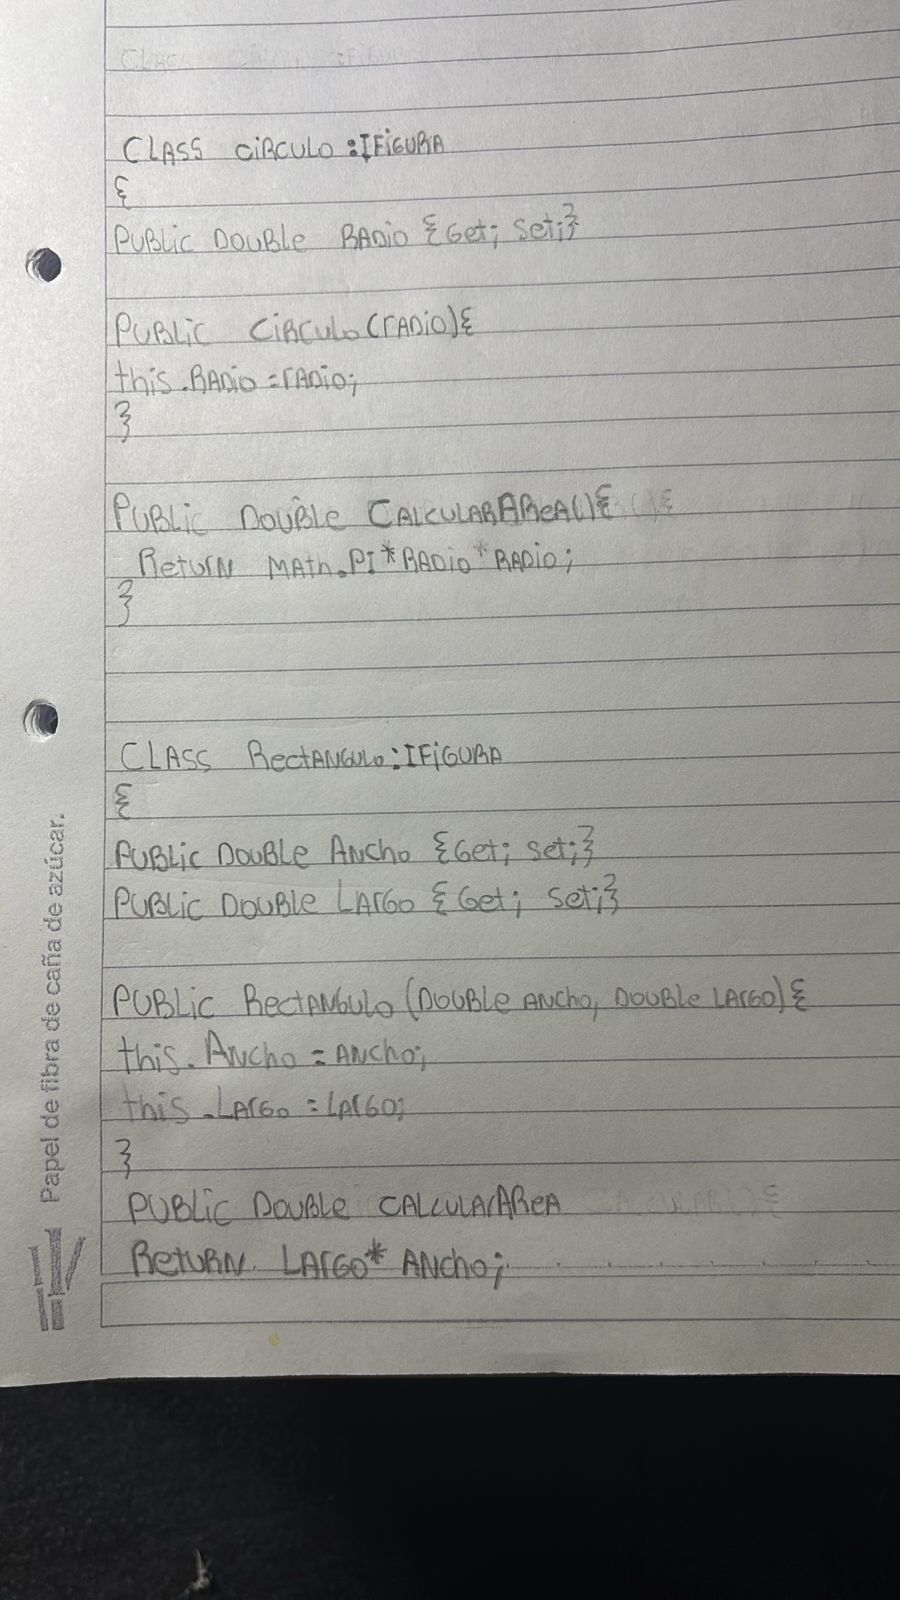 CLASS CiRCULO :IFiGURA
{
PUBLiC DOUBLe RADiO {Get; Set;}
PUBLiC CiRCULO(rADiO){
this.RADiO=rADiO;
}
PUBLiC DOUBLe CALCULARAReA(){
RetUrN MAth.PI*RADiO*RADiO;
}
CLASS RectANGULO:IFiGURA
{
PUBLiC DOUBLe ANcho {Get; set;}
PUBLiC DOUBLe LArGO {Get; Set;}
PUBLiC RectANGULO (DOUBLe ANCHO, DOUBLe LArGO){
this.ANcho = ANcho;
this.LArGO = LArGO;
}
PUBLiC DOUBLe CALCULArAReA
RetURN LArGO* ANcho;
Papel de fibra de caña de azúcar.